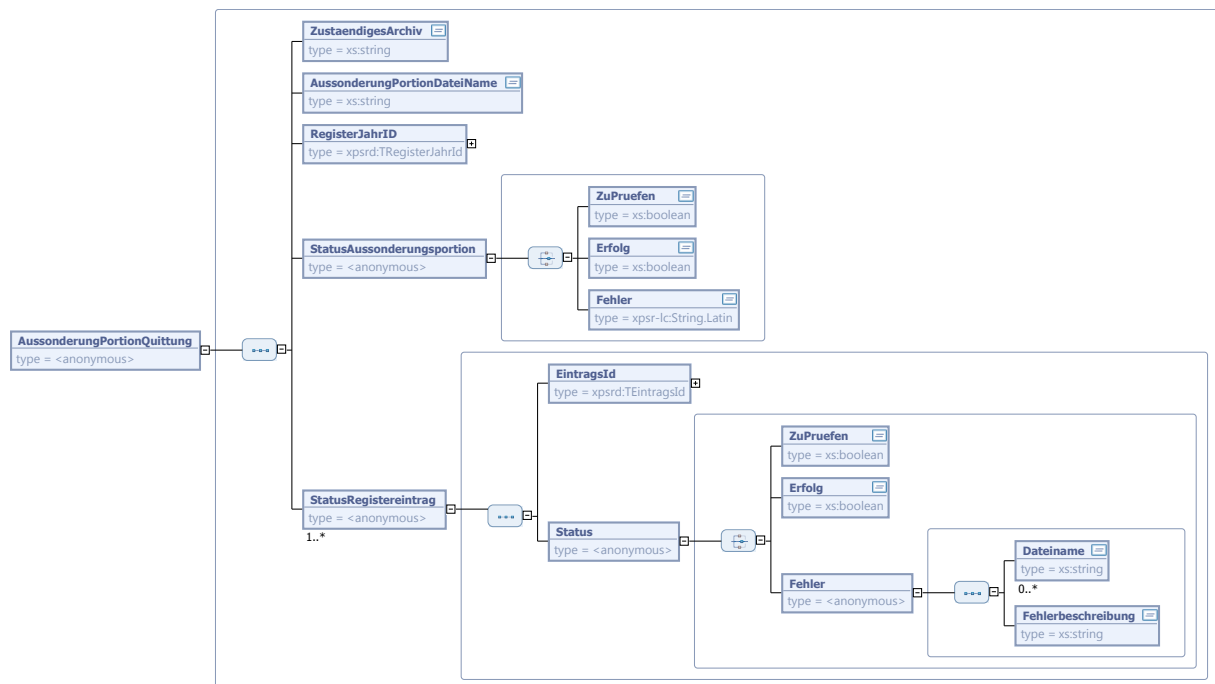 ZustaendigesArchiv
type = xs:string
AussonderungPortionDateiName
type = xs:string
RegisterJahrID
type = xpsrd:TRegisterJahrId
ZuPruefen
type = xs:boolean
StatusAussonderungsportion
type = <anonymous>
Erfolg
type = xs:boolean
Fehler
type = xpsr-lc:String.Latin
AussonderungPortionQuittung
type = <anonymous>
EintragsId
type = xpsrd:TEintragsId
ZuPruefen
type = xs:boolean
StatusRegistereintrag
type = <anonymous>
1..*
Erfolg
type = xs:boolean
Status
type = <anonymous>
Dateiname
type = xs:string
0..*
Fehler
type = <anonymous>
Fehlerbeschreibung
type = xs:string